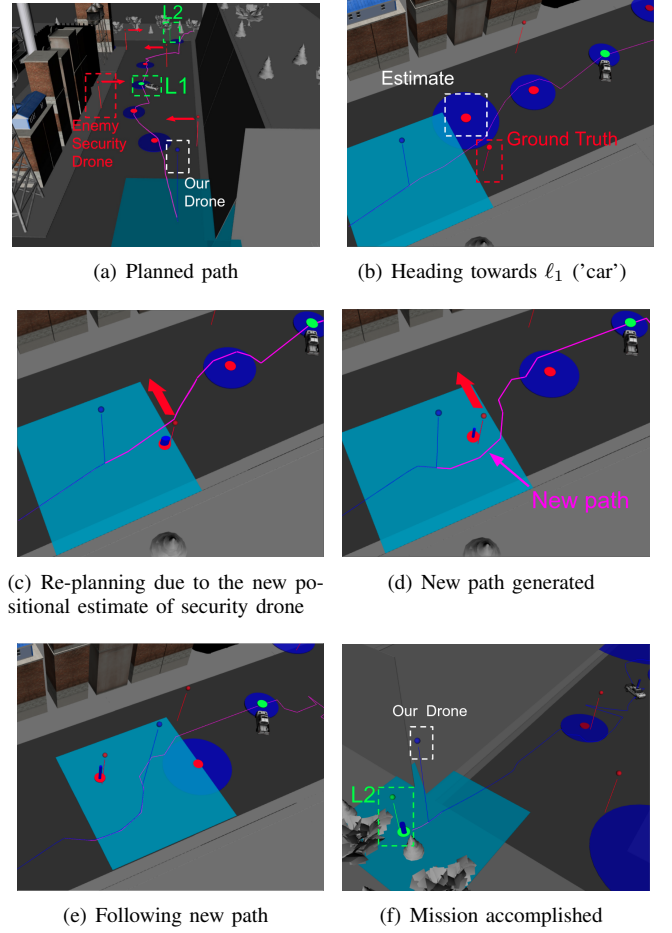 L2
L1
Enemy
Security
Drone
Our
Drone
Estimate
Ground Truth
(a) Planned path
(b) Heading towards ℓ₁ ('car')
New path
(c) Re-planning due to the new po-
sitional estimate of security drone
(d) New path generated
Our Drone
L2
(e) Following new path
(f) Mission accomplished